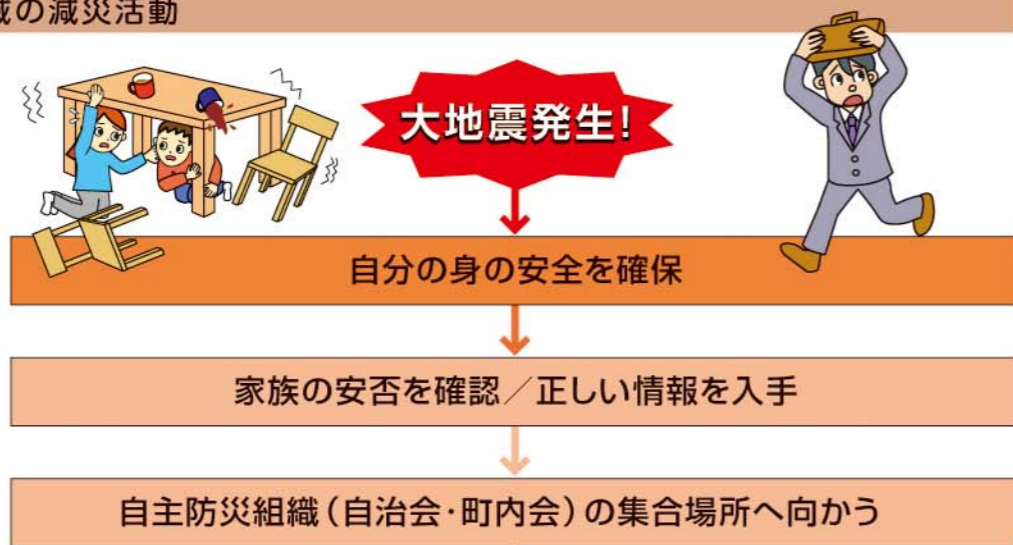 域の減災活動
大地震発生!
自分の身の安全を確保
家族の安否を確認／正しい情報を入手
自主防災組織(自治会・町内会)の集合場所へ向かう